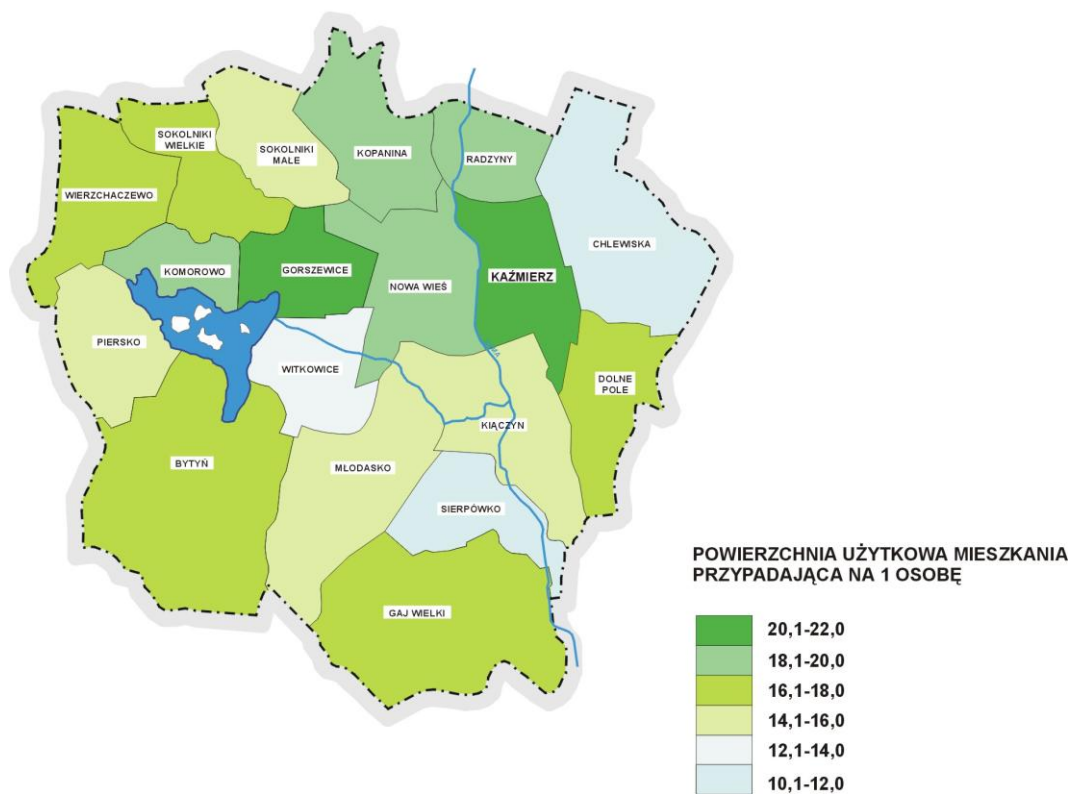 SOKOLNIKI
WIELKIE
SOKOLNIKI
MAŁE
KOPANINA
RADZYNY
WIERZCHACZEWO
CHLEWISKA
KOMOROWO
GORSZEWICE
KAŹMIERZ
NOWA WIEŚ
PIERSKO
WITKOWICE
DOLNE
POLE
KIĄCZYN
BYTYŃ
MŁODASKO
SIERPÓWKO
GAJ WIELKI
POWIERZCHNIA UŻYTKOWA MIESZKANIA
PRZYPADAJĄCA NA 1 OSOBĘ
20,1-22,0
18,1-20,0
16,1-18,0
14,1-16,0
12,1-14,0
10,1-12,0